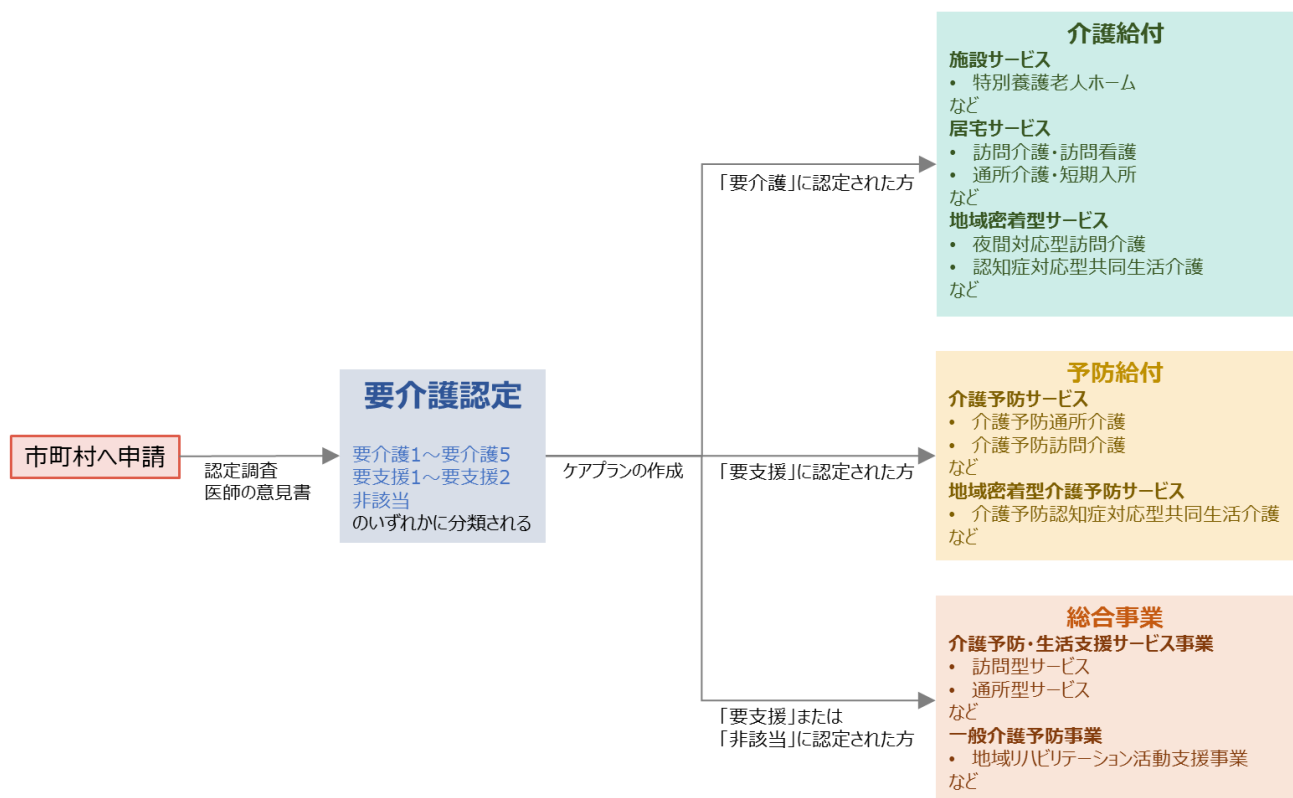 市町村へ申請
認定調査
医師の意見書
要介護認定
要介護1～要介護5
要支援1～要支援2
非該当
のいずれかに分類される
ケアプランの作成
「要介護」に認定された方
介護給付
施設サービス
• 特別養護老人ホーム
など
居宅サービス
• 訪問介護・訪問看護
• 通所介護・短期入所
など
地域密着型サービス
• 夜間対応型訪問介護
• 認知症対応型共同生活介護
など
「要支援」に認定された方
予防給付
介護予防サービス
• 介護予防通所介護
• 介護予防訪問介護
など
地域密着型介護予防サービス
• 介護予防認知症対応型共同生活介護
など
「要支援」または
「非該当」に認定された方
総合事業
介護予防・生活支援サービス事業
• 訪問型サービス
• 通所型サービス
など
一般介護予防事業
• 地域リハビリテーション活動支援事業
など